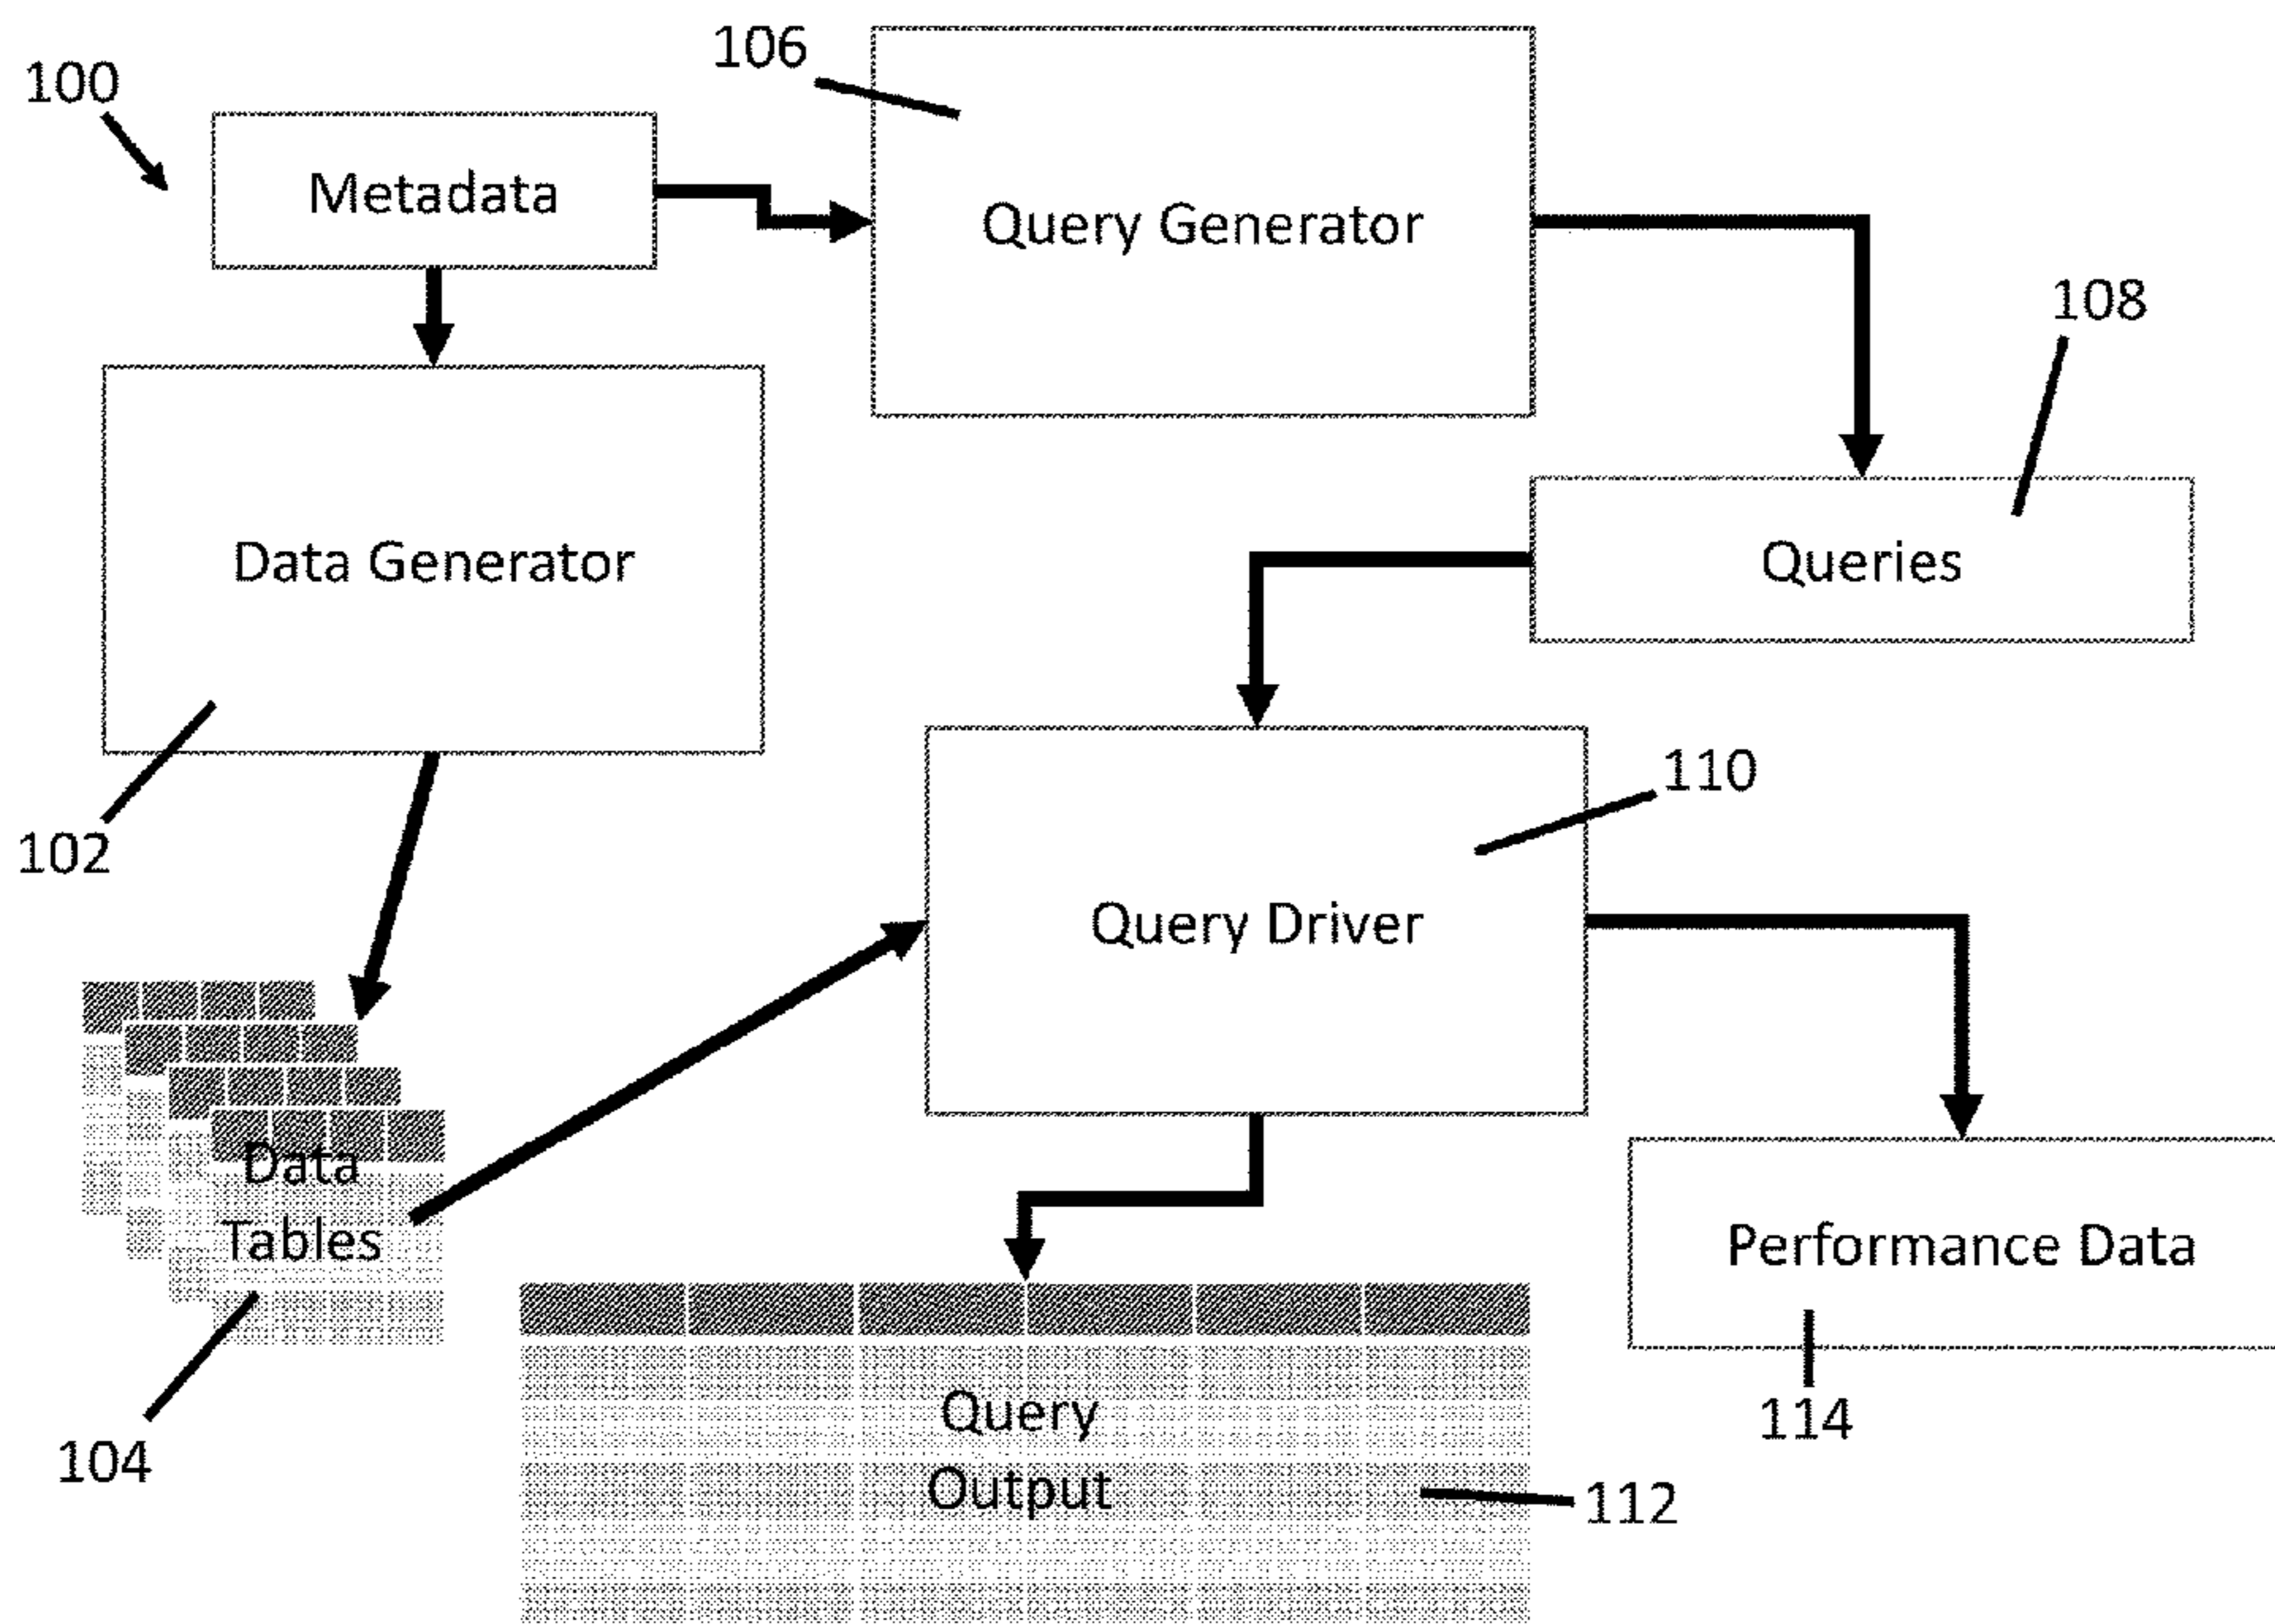 106
100
Metadata
Query Generator
108
Data Generator
Queries
110
102
Query Driver
Data
Tables
Performance Data
Query
Output
114
104
112